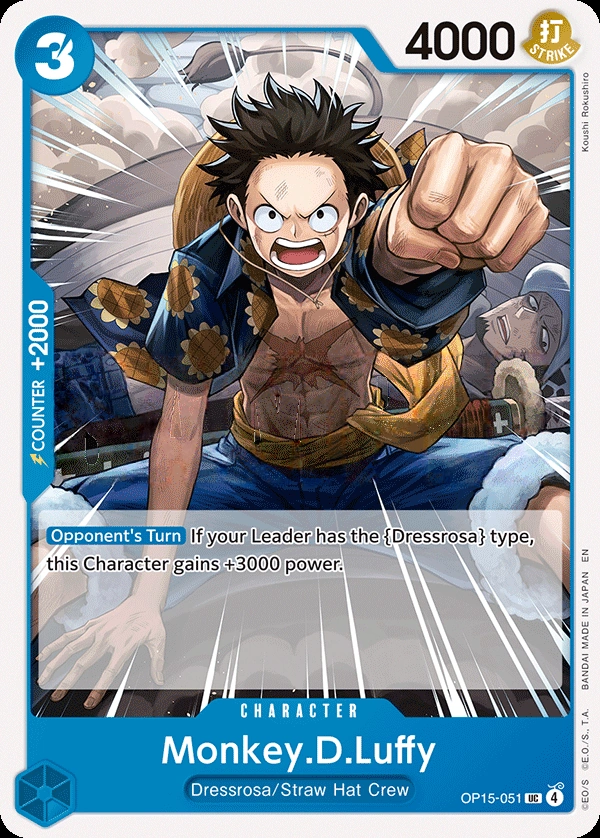 3
4000
打
STRIKE
Koushi Rokushiro
COUNTER +2000
Opponent's Turn If your Leader has the {Dressrosa} type,
this Character gains +3000 power.
CHARACTER
Monkey.D.Luffy
Dressrosa/Straw Hat Crew
OP15-051 UC 4
©EO/S ©E.O./S., T.A. BANDAI MADE IN JAPAN EN